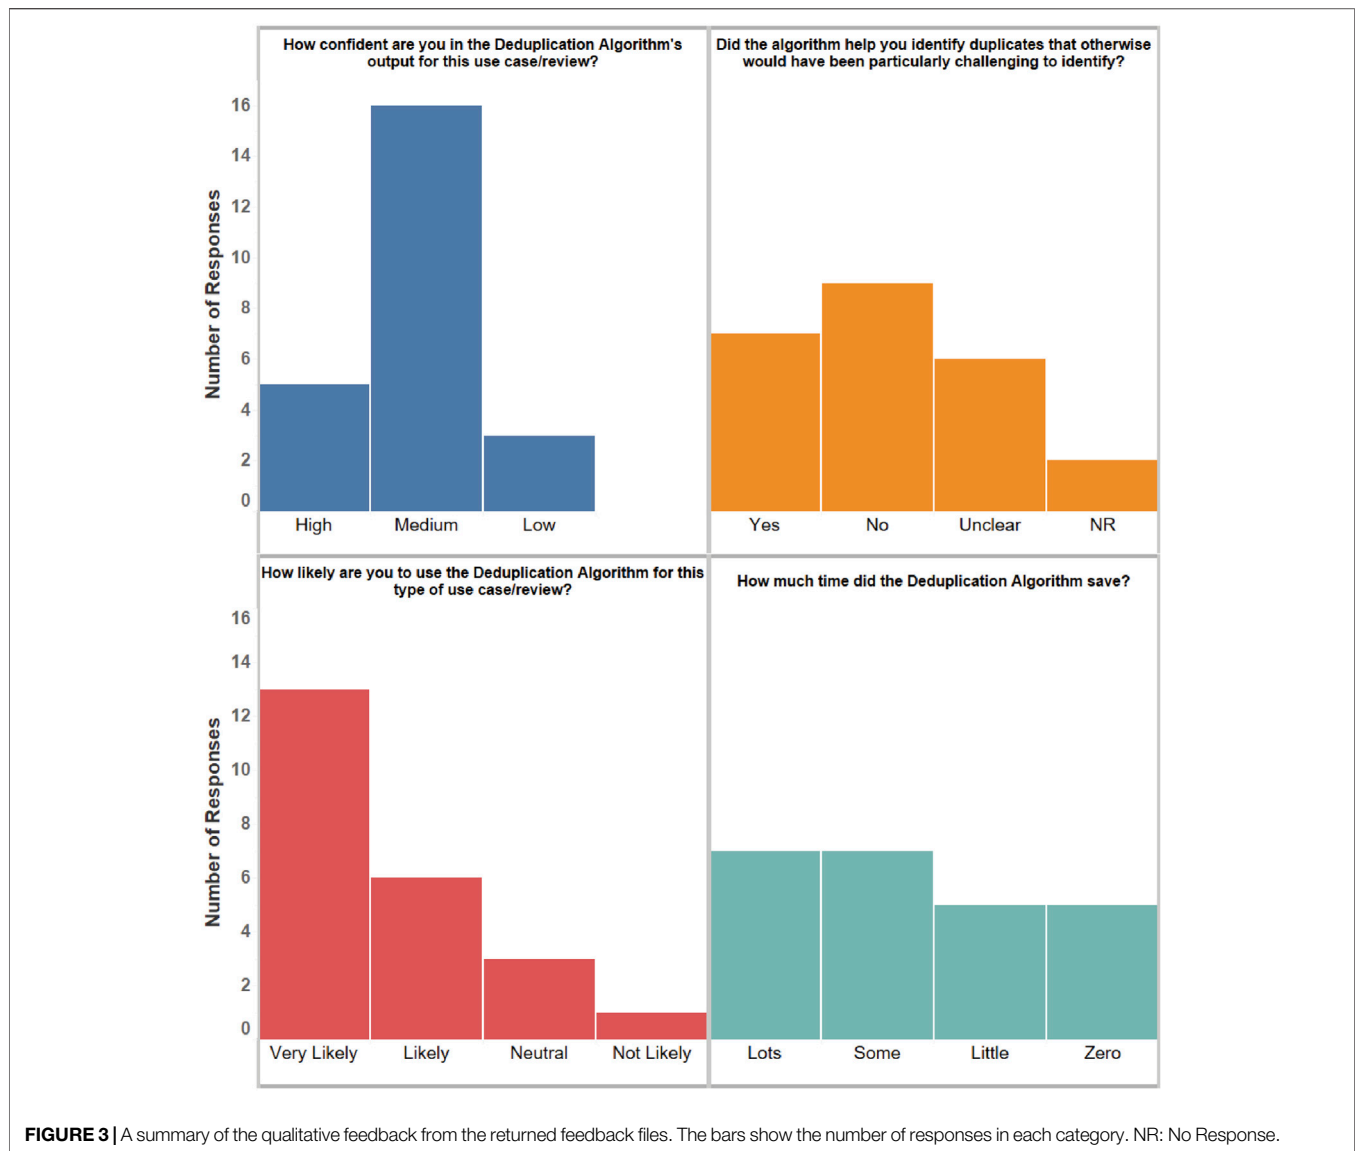 How confident are you in the Deduplication Algorithm's
output for this use case/review?
Did the algorithm help you identify duplicates that otherwise
would have been particularly challenging to identify?
Number of Responses
16
14
12
10
8
6
4
2
0
High Medium Low
Yes No Unclear NR
How likely are you to use the Deduplication Algorithm for this
type of use case/review?
How much time did the Deduplication Algorithm save?
Number of Responses
16
14
12
10
8
6
4
2
0
Very Likely Likely Neutral Not Likely
Lots Some Little Zero
FIGURE 3 | A summary of the qualitative feedback from the returned feedback files. The bars show the number of responses in each category. NR: No Response.